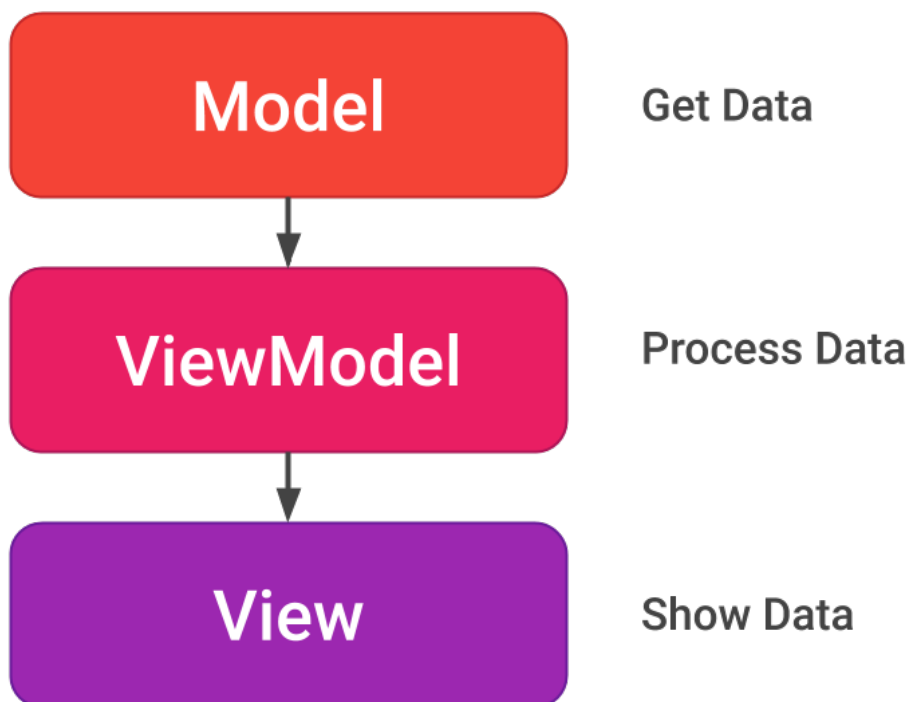 Model
Get Data
ViewModel
Process Data
View
Show Data